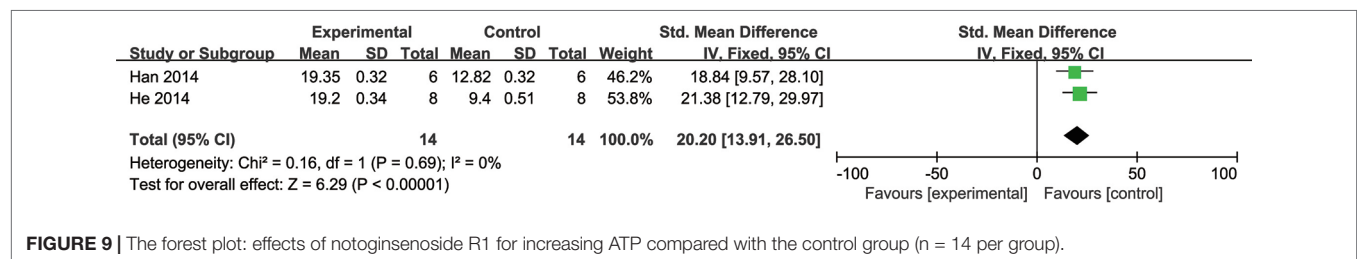 Experimental Control Std. Mean Difference Std. Mean Difference
Study or Subgroup Mean SD Total Mean SD Total Weight IV, Fixed, 95% CI IV, Fixed, 95% CI
Han 2014 19.35 0.32 6 12.82 0.32 6 46.2% 18.84 [9.57, 28.10]
He 2014 19.2 0.34 8 9.4 0.51 8 53.8% 21.38 [12.79, 29.97]
Total (95% CI) 14 14 100.0% 20.20 [13.91, 26.50]
Heterogeneity: Chi² = 0.16, df = 1 (P = 0.69); I² = 0%
Test for overall effect: Z = 6.29 (P < 0.00001)
-100 -50 0 50 100
Favours [experimental] Favours [control]
FIGURE 9 | The forest plot: effects of notoginsenoside R1 for increasing ATP compared with the control group (n = 14 per group).